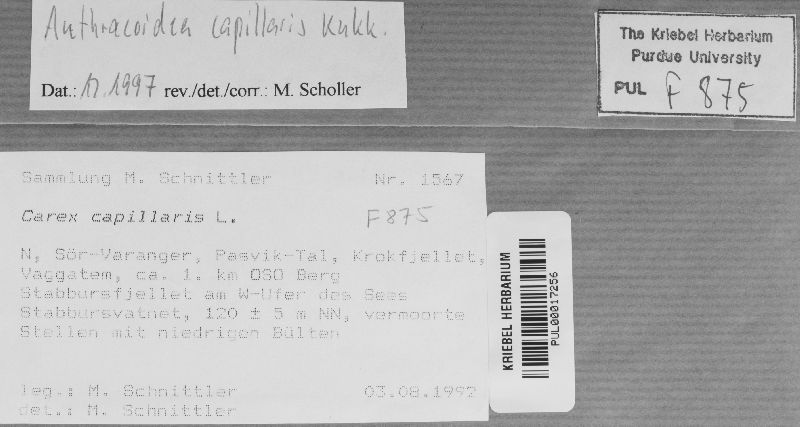 Anthracoidea capillaris Kukk.
Dat.: 1997 rev./det./corr.: M. Scholler
The Kriebel Herbarium
Purdue University
PUL F 875
Sammlung M. Schnittler Nr. 1567
Carex capillaris L. F875
N, Sör-Varanger, Pasvik-Tal, Krokfjellet,
Vaggatem, ca. 1. km OSO Berg
Stabbursfjellet am W-Ufer des Sees
Stabbursvatnet, 120 ± 5 m NN, vermoorte
Stellen mit niedrigen Bülten
leg.: M. Schnittler 03.08.1992
det.: M. Schnittler
KRIEBEL HERBARIUM
PUL00017256